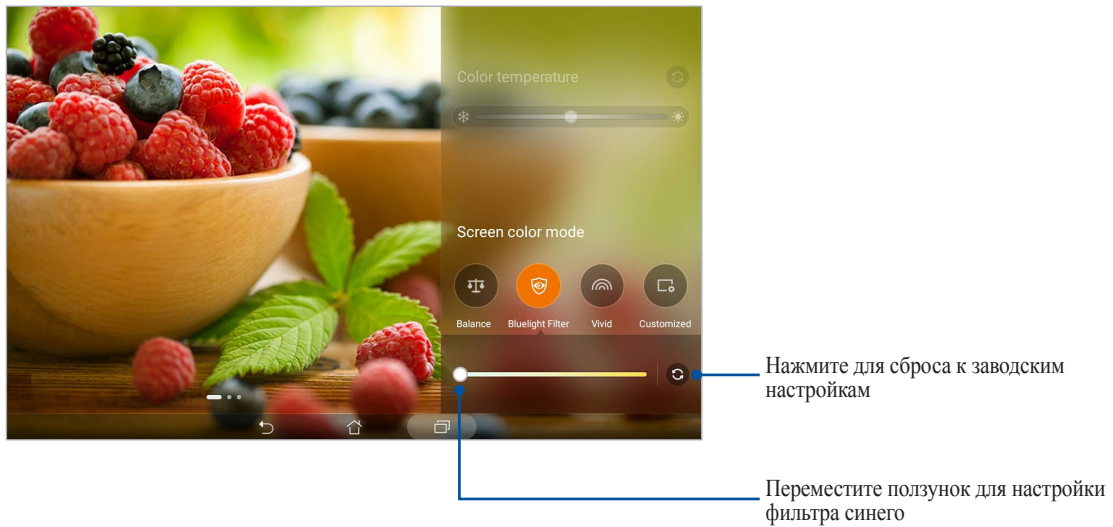 Color temperature
Screen color mode
Balance Bluelight Filter Vivid Customized
Нажмите для сброса к заводским
настройкам
Переместите ползунок для настройки
фильтра синего